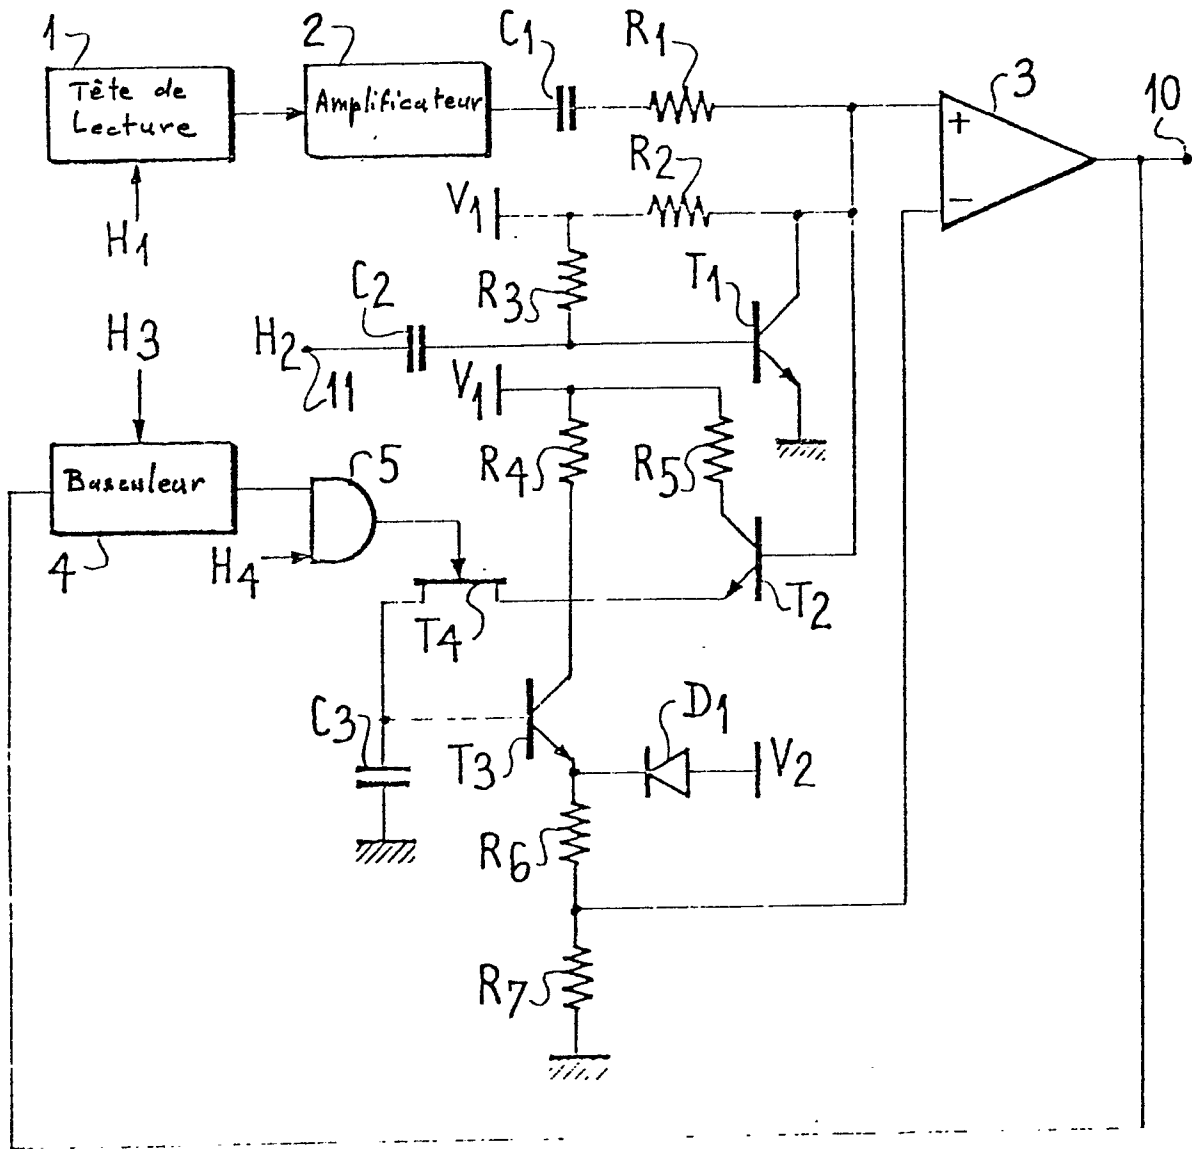 1
2
C1
R1
3
10
Tête de
Lecture
Amplificateur
+
−
H1
V1
R2
R3
T1
C2
H2
11
H3
V1
R4
R5
5
Basculeur
4
H4
T4
T2
C3
T3
D1
V2
R6
R7